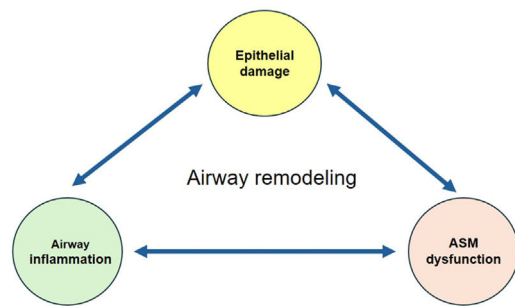 Epithelial
damage
Airway remodeling
Airway
inflammation
ASM
dysfunction